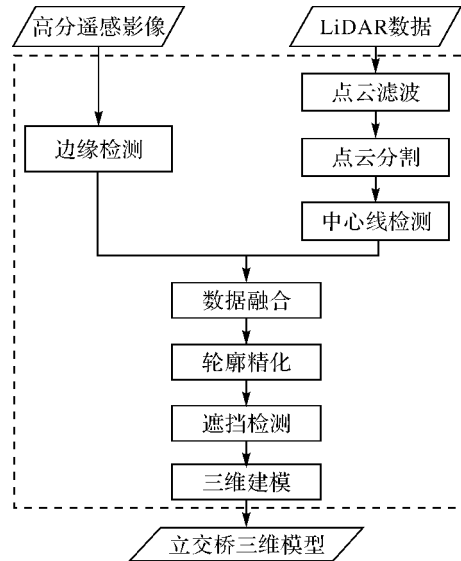 高分遥感影像
LiDAR数据
点云滤波
边缘检测
点云分割
中心线检测
数据融合
轮廓精化
遮挡检测
三维建模
立交桥三维模型